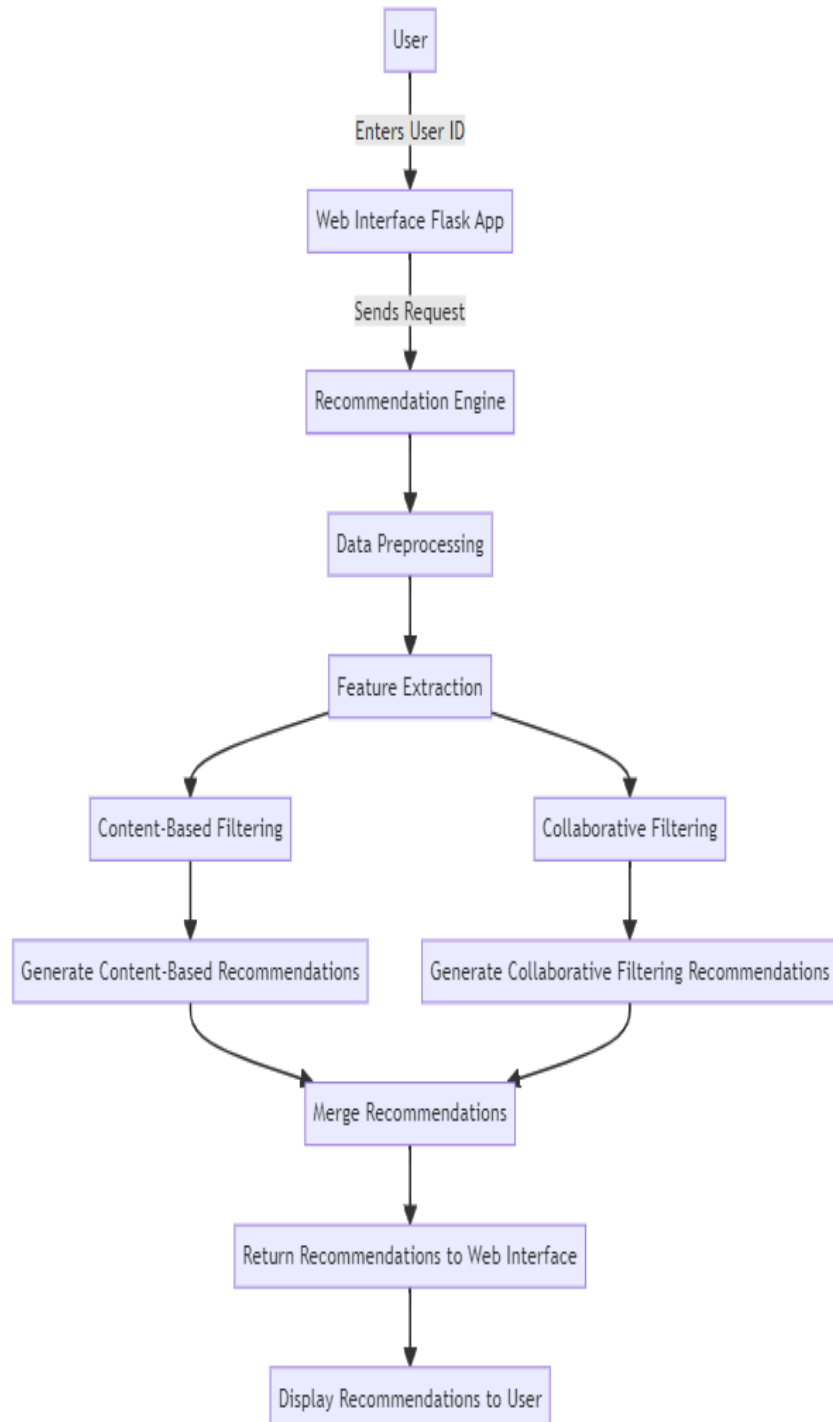 User
Enters User ID
Web Interface Flask App
Sends Request
Recommendation Engine
Data Preprocessing
Feature Extraction
Content-Based Filtering
Collaborative Filtering
Generate Content-Based Recommendations
Generate Collaborative Filtering Recommendations
Merge Recommendations
Return Recommendations to Web Interface
Display Recommendations to User